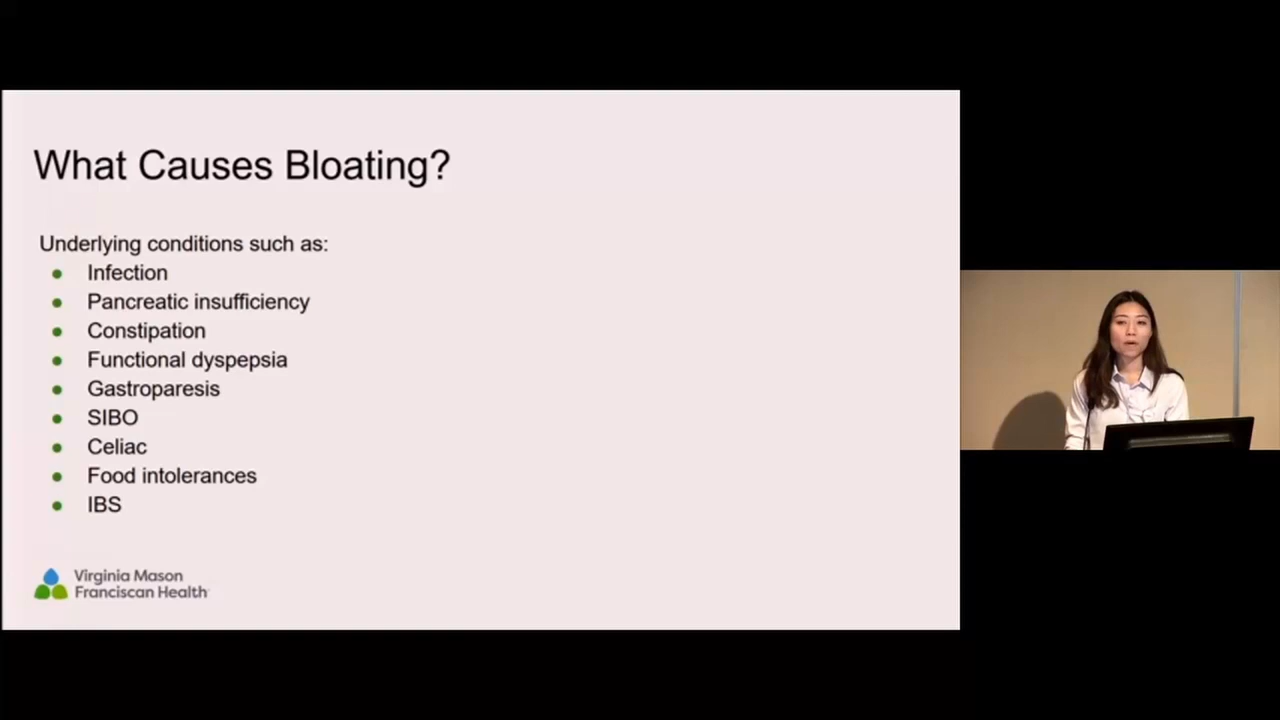 What Causes Bloating?
Underlying conditions such as:
Infection
Pancreatic insufficiency
Constipation
Functional dyspepsia
Gastroparesis
SIBO
Celiac
Food intolerances
IBS
Virginia Mason
Franciscan Health